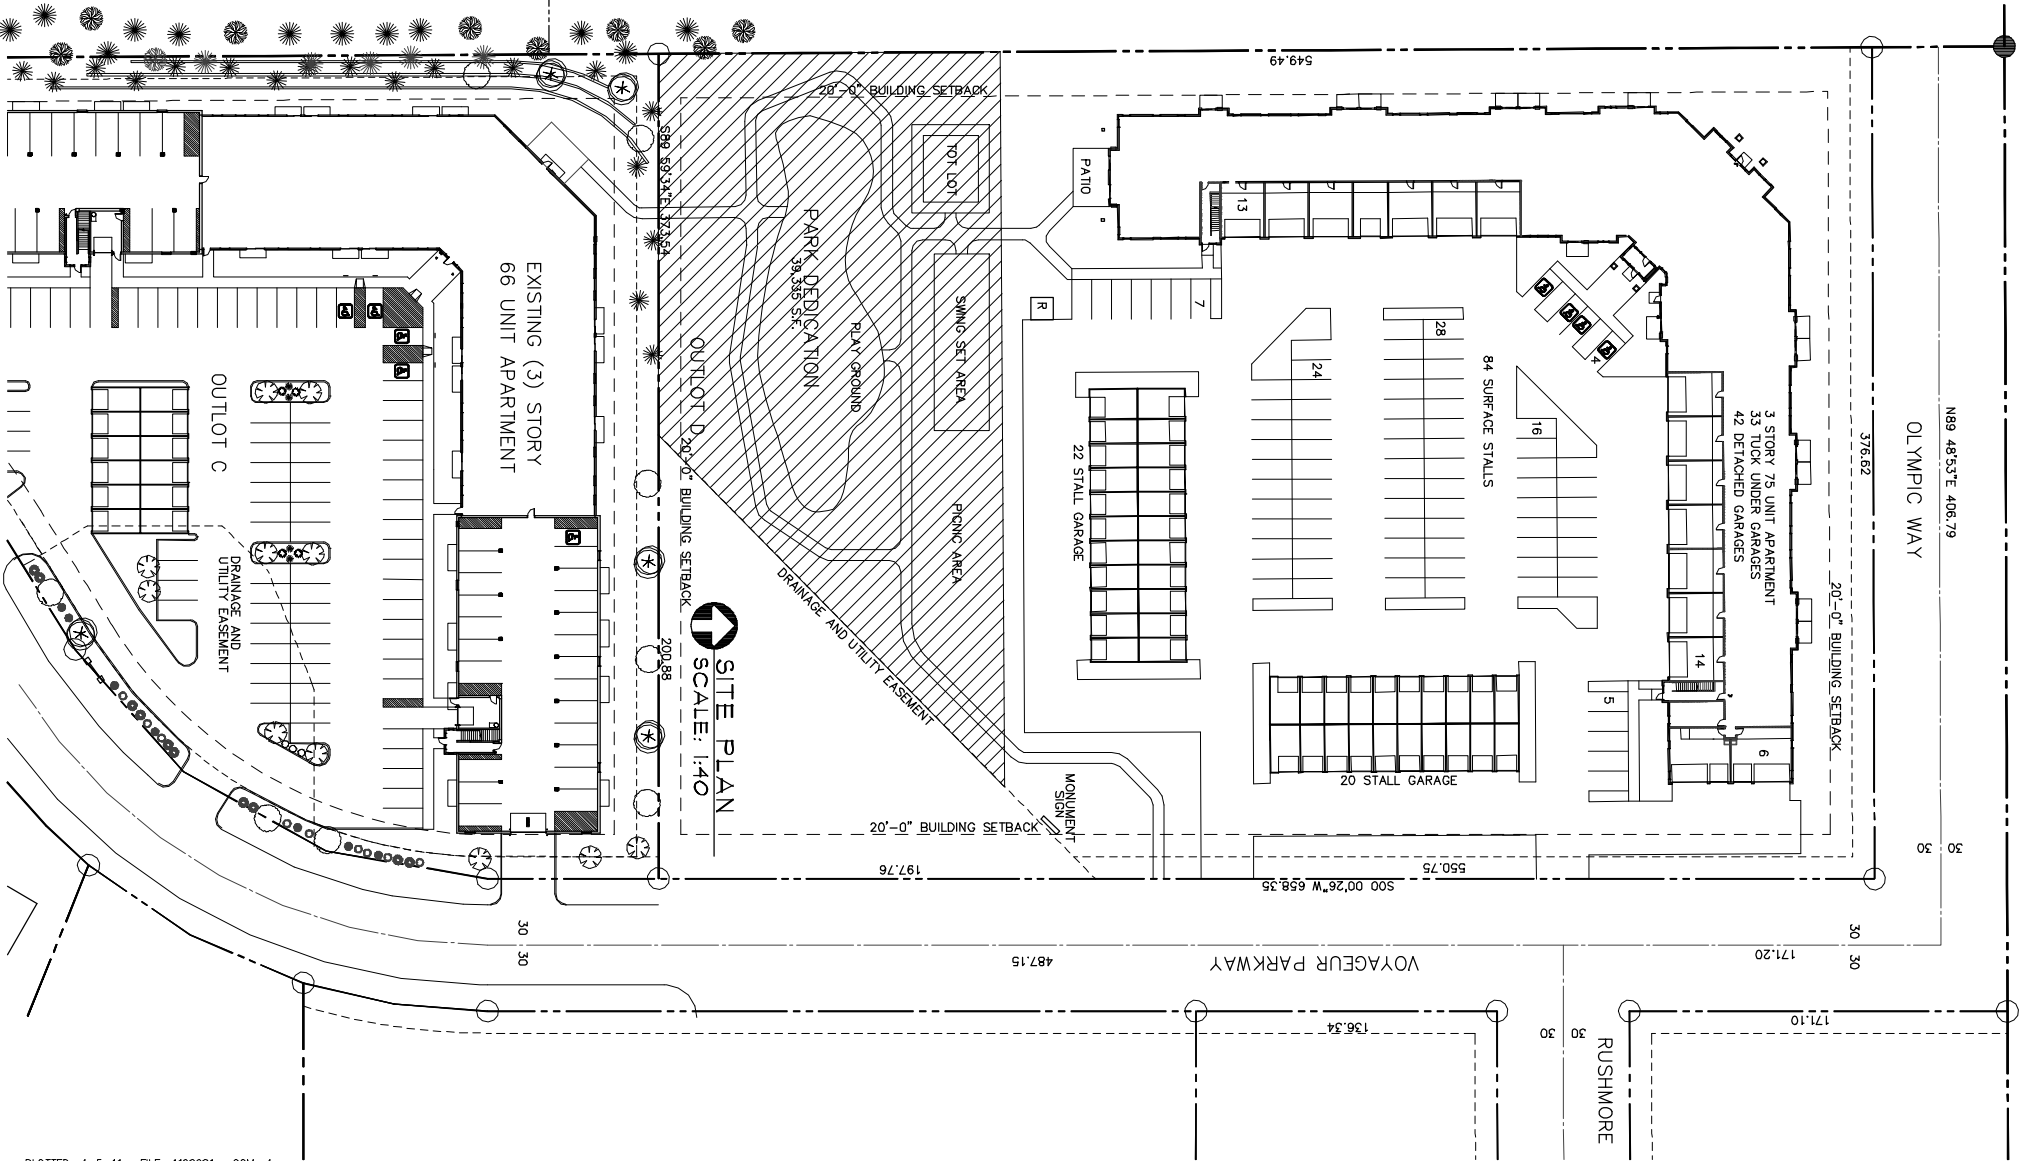 549.49
20'-0" BUILDING SETBACK
S89 59'34"E 373.54
TOT LOT
PATIO
13
PARK DEDICATION
39,335 S.F.
PLAY GROUND
SWING SET AREA
PICNIC AREA
OUTLOT D
20'-0" BUILDING SETBACK
DRAINAGE AND UTILITY EASEMENT
EXISTING (3) STORY
66 UNIT APARTMENT
OUTLOT C
DRAINAGE AND
UTILITY EASEMENT
R
7
24
28
84 SURFACE STALLS
16
4
22 STALL GARAGE
3 STORY 75 UNIT APARTMENT
33 TUCK UNDER GARAGES
42 DETACHED GARAGES
376.62
OLYMPIC WAY
N89 48'53"E 406.79
20'-0" BUILDING SETBACK
14
5
6
20 STALL GARAGE
200.88
SITE PLAN
SCALE: 1:40
MONUMENT
SIGN
20'-0" BUILDING SETBACK
197.76
550.75
S00 00'26"W 658.35
30 30
30 30
30 30
487.15
VOYAGEUR PARKWAY
171.20
136.34
30 30
171.10
RUSHMORE